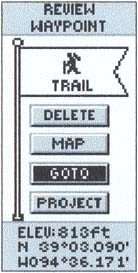 REVIEW
WAYPOINT
TRAIL
DELETE
MAP
GOTO
PROJECT
ELEV:813ft
N 39°03.090'
W094°36.171'